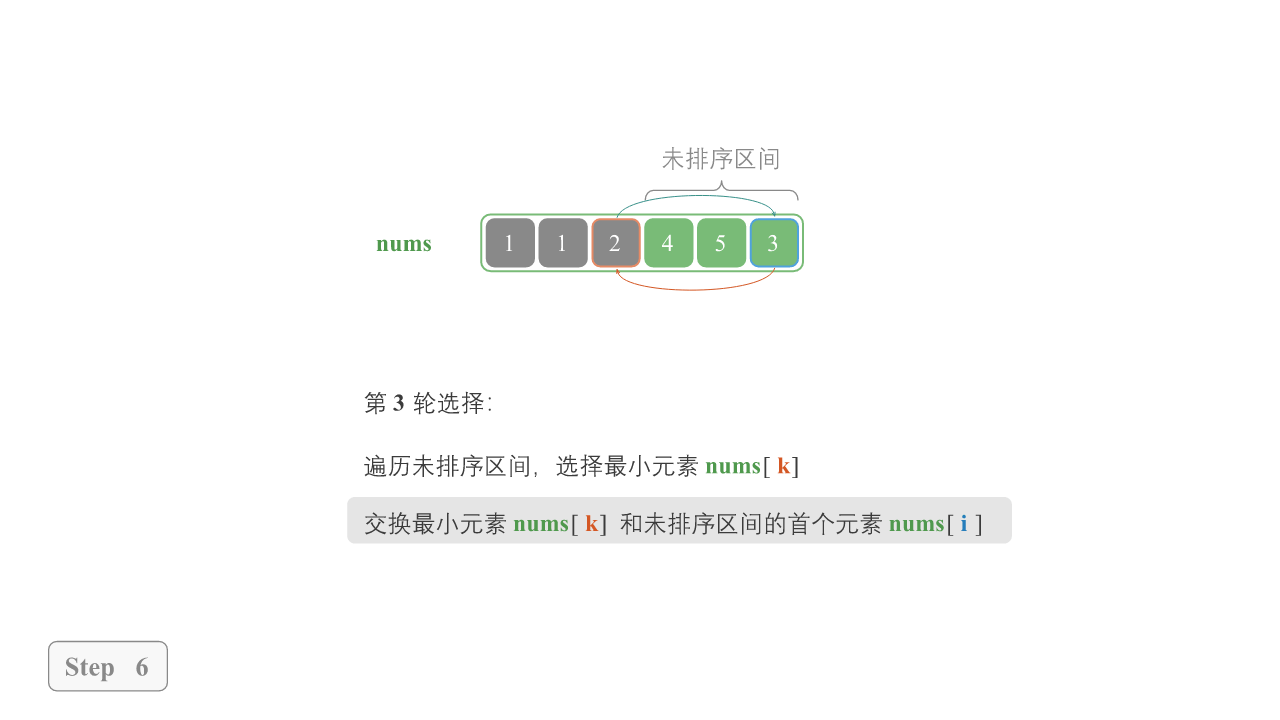 未排序区间
nums 1 1 2 4 5 3
第 3 轮选择：
遍历未排序区间，选择最小元素 nums[ k ]
交换最小元素 nums[ k ] 和未排序区间的首个元素 nums[ i ]
Step 6